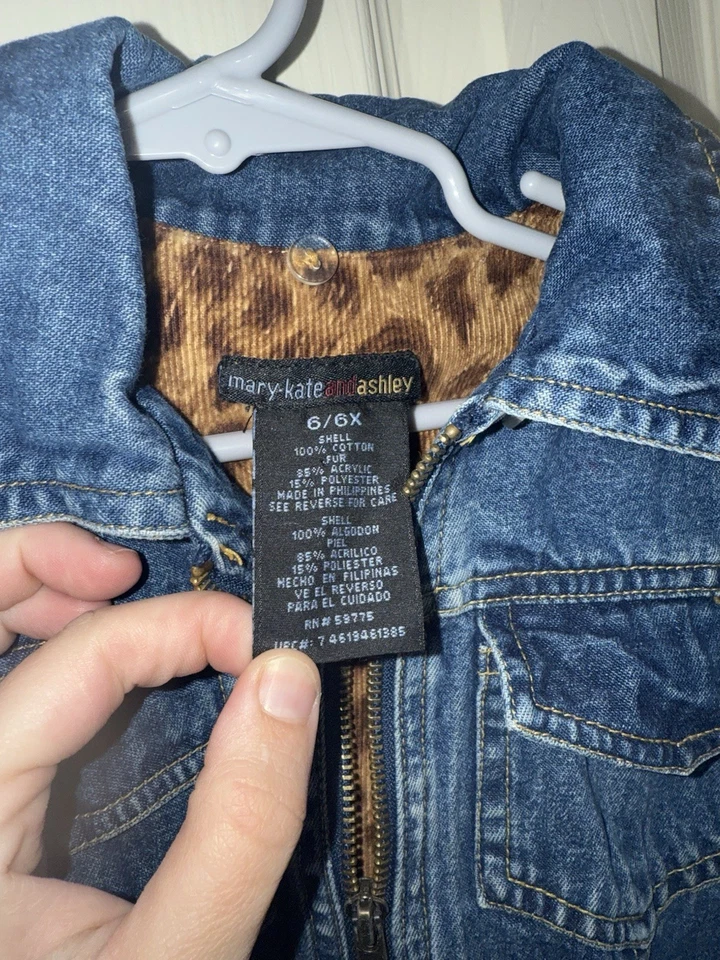 mary-kateandashley
6/6X
SHELL
100% COTTON
FUR
85% ACRYLIC
15% POLYESTER
MADE IN PHILIPPINES
SEE REVERSE FOR CARE
SHELL
100% ALGODON
PIEL
85% ACRILICO
15% POLIESTER
HECHO EN FILIPINAS
VE EL REVERSO
PARA EL CUIDADO
RN# 59775
UPC#: 74619461385